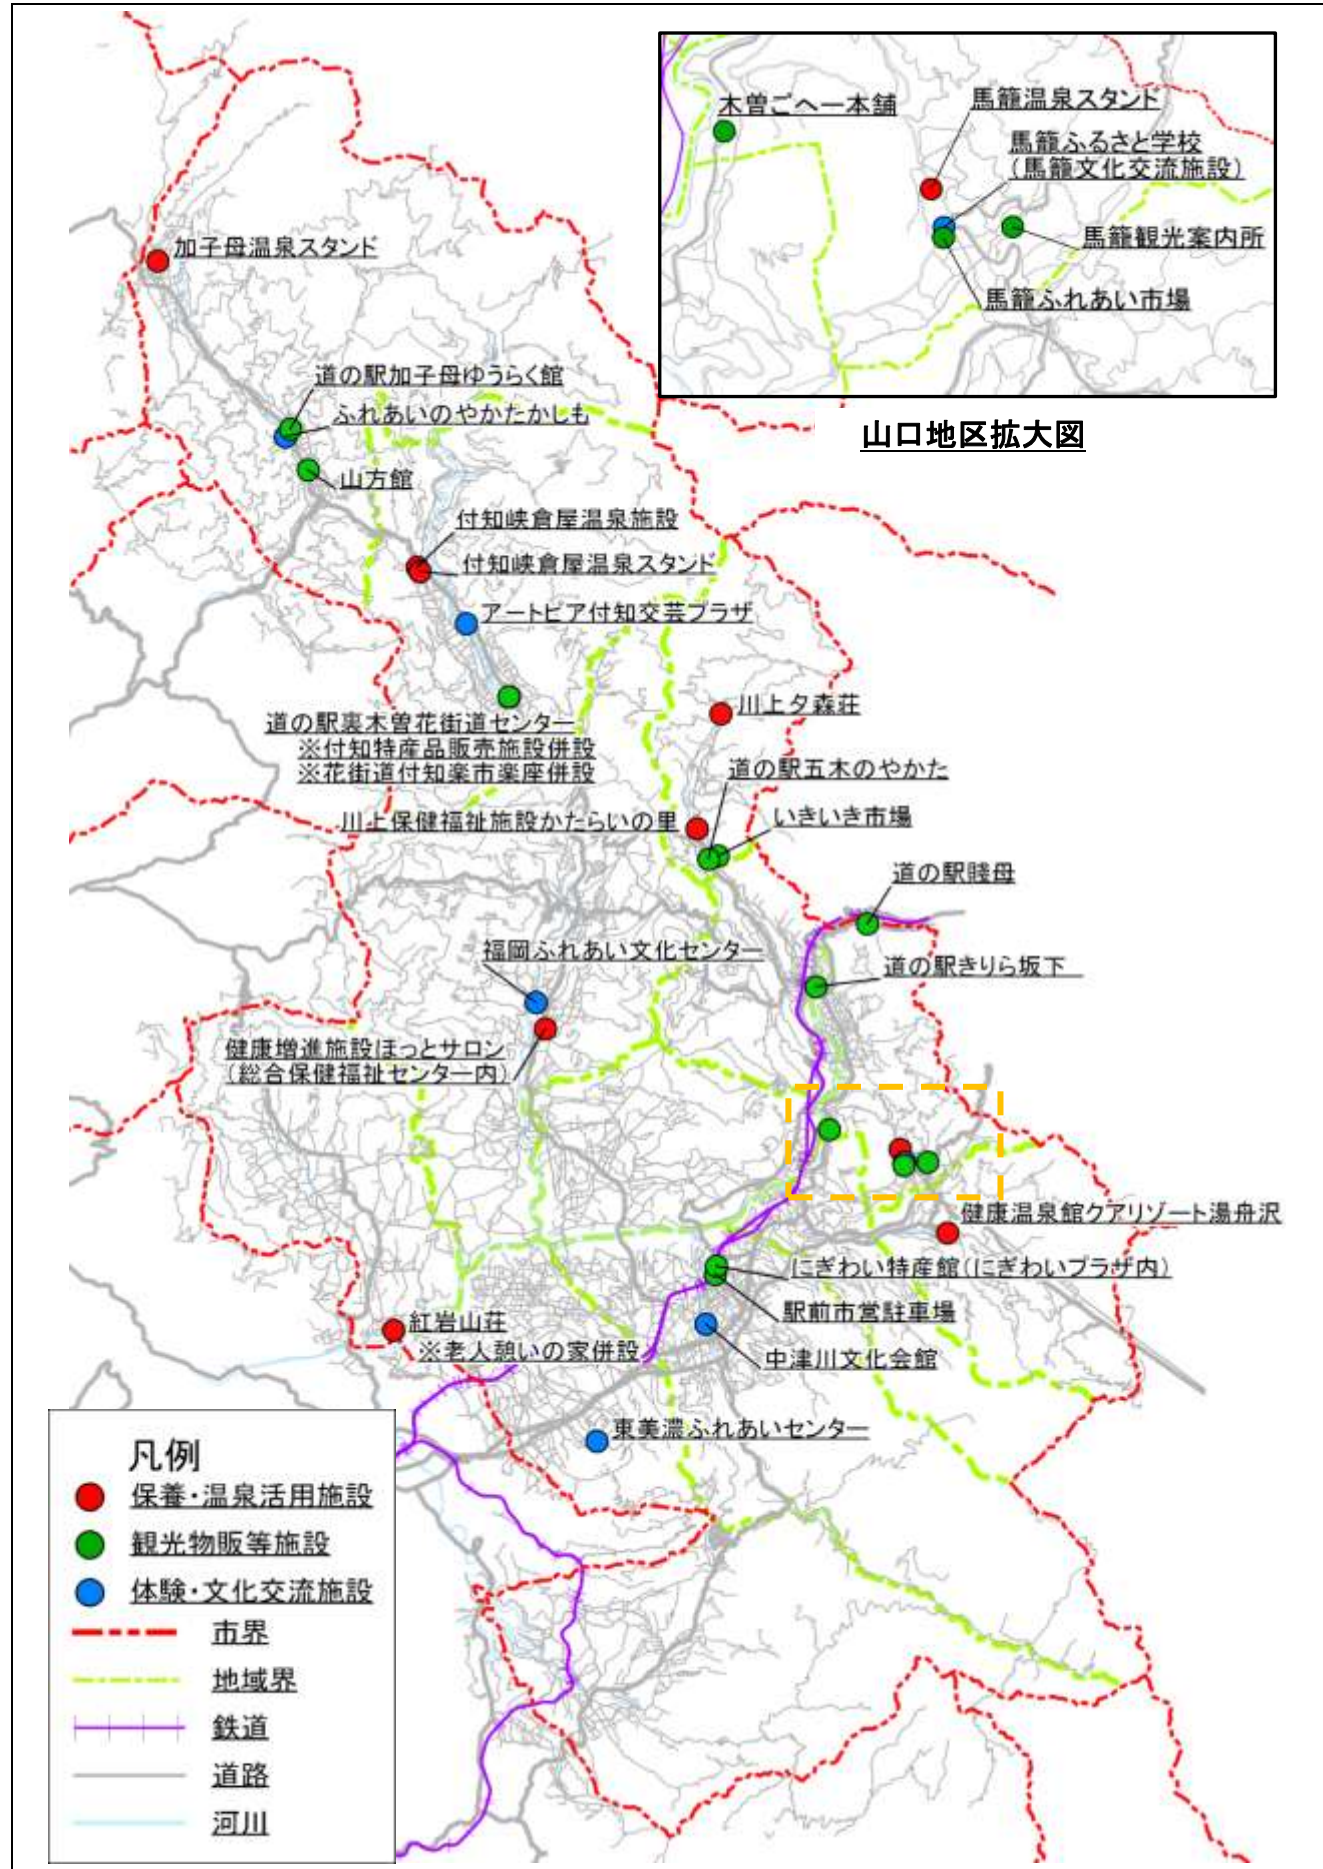 木曽ごへー本舗
馬籠温泉スタンド
馬籠ふるさと学校
(馬籠文化交流施設)
馬籠観光案内所
馬籠ふれあい市場
山口地区拡大図
加子母温泉スタンド
道の駅加子母ゆうらく館
ふれあいのやかたかしも
山方館
付知峡倉屋温泉施設
付知峡倉屋温泉スタンド
アートピア付知交芸プラザ
道の駅裏木曽花街道センター
※付知特産品販売施設併設
※花街道付知楽市楽座併設
川上夕森荘
道の駅五木のやかた
いきいき市場
川上保健福祉施設かたらいの里
道の駅賤母
福岡ふれあい文化センター
道の駅きりら坂下
健康増進施設ほっとサロン
(総合保健福祉センター内)
健康温泉館クアリゾート湯舟沢
にぎわい特産館(にぎわいプラザ内)
駅前市営駐車場
紅岩山荘
※老人憩いの家併設
中津川文化会館
東美濃ふれあいセンター
凡例
保養・温泉活用施設
観光物販等施設
体験・文化交流施設
市界
地域界
鉄道
道路
河川